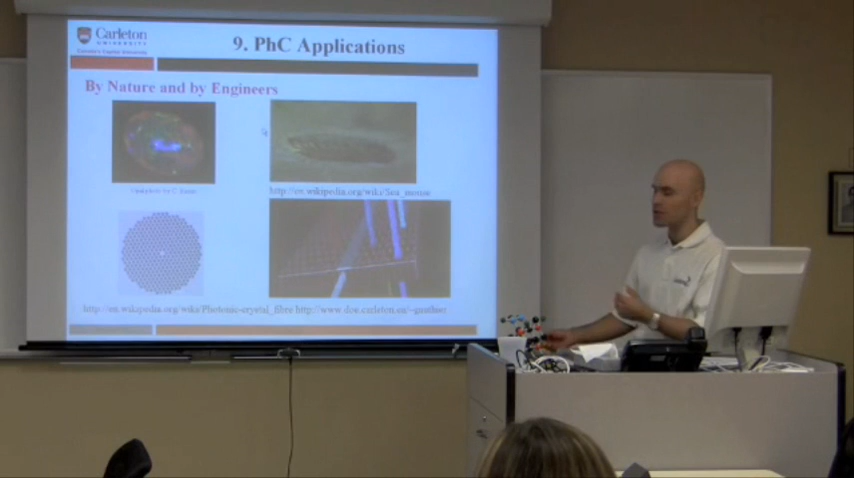 Carleton
UNIVERSITY
9. PhC Applications
By Nature and by Engineers
http://en.wikipedia.org/wiki/Sea_mouse
http://en.wikipedia.org/wiki/Photonic-crystal_fibre http://www.doe.carleton.ca/~gauthier